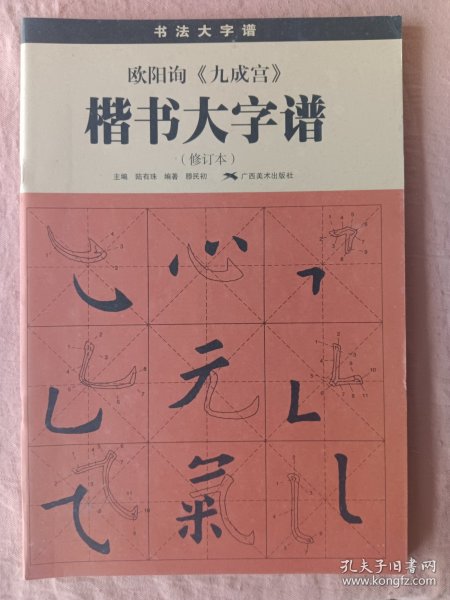 书法大字谱
欧阳询《九成宫》
楷书大字谱
(修订本)
主编 陆有珠 编著 滕民初 广西美术出版社
心
元
氣
孔夫子旧书网
www.kongfz.com